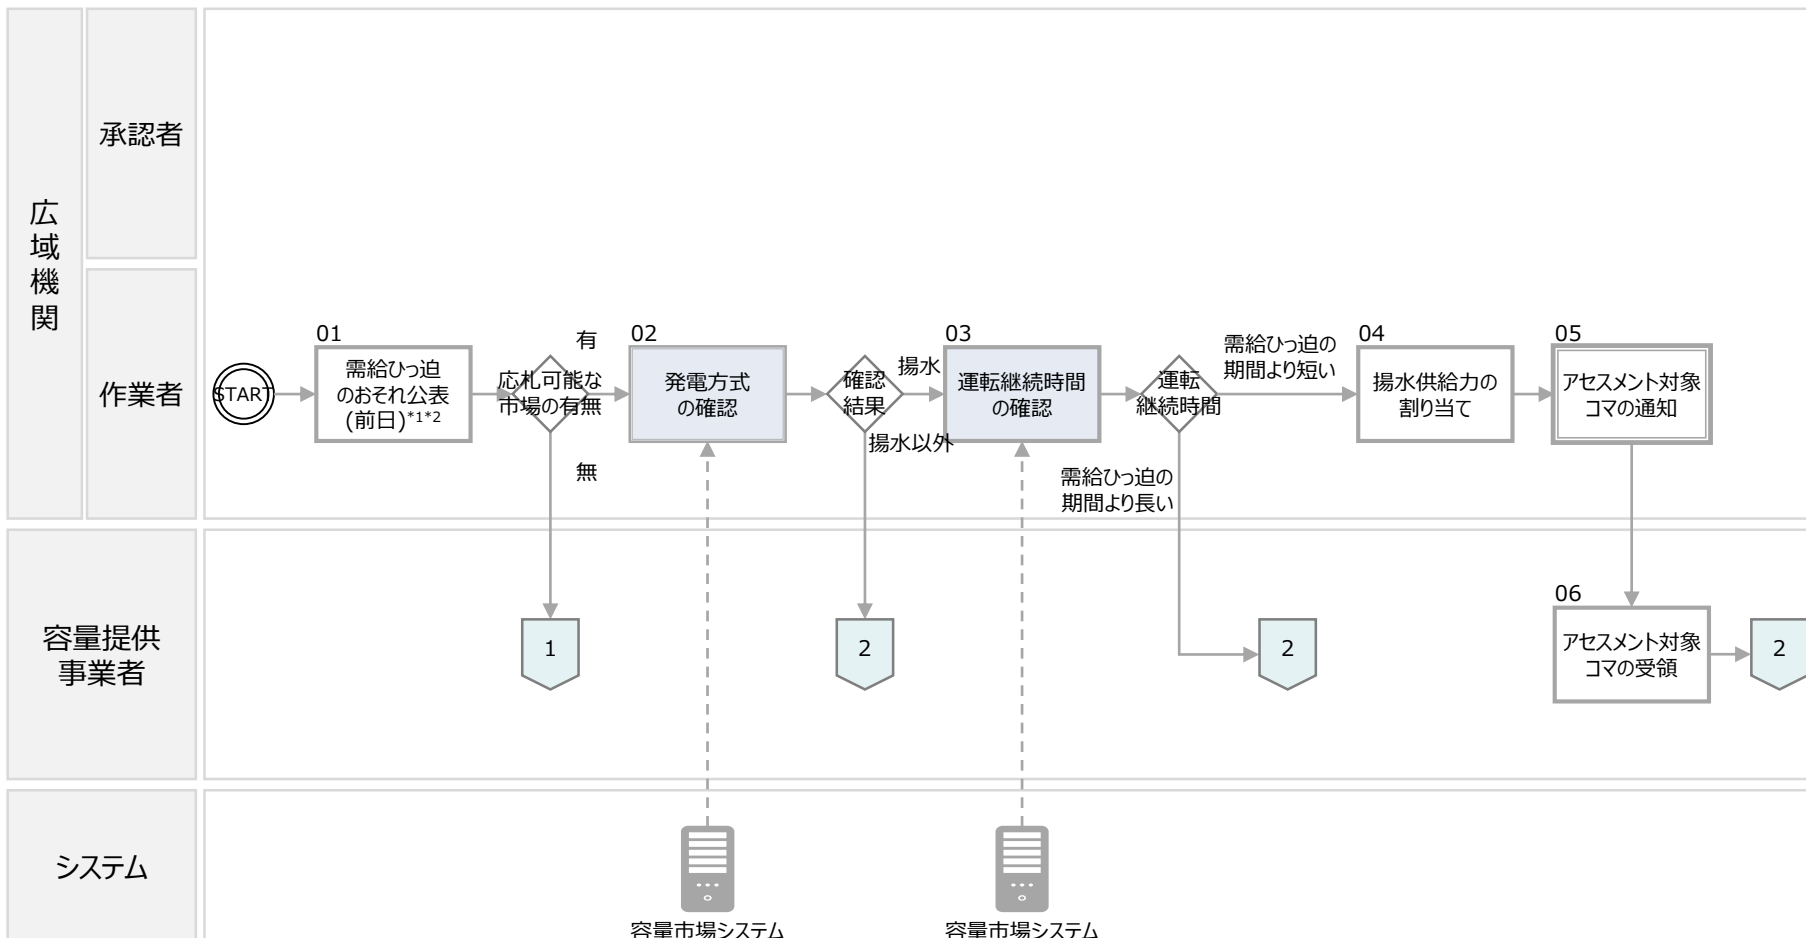 広域機関
承認者
作業者
START
01
需給ひっ迫
のおそれ公表
(前日)*1*2
応札可能な
市場の有無
有
無
02
発電方式
の確認
確認
結果
揚水
揚水以外
03
運転継続時間
の確認
運転
継続時間
需給ひっ迫の
期間より短い
需給ひっ迫の
期間より長い
04
揚水供給力の
割り当て
05
アセスメント対象
コマの通知
容量提供
事業者
1
2
2
06
アセスメント対象
コマの受領
2
システム
容量市場システム
容量市場システム